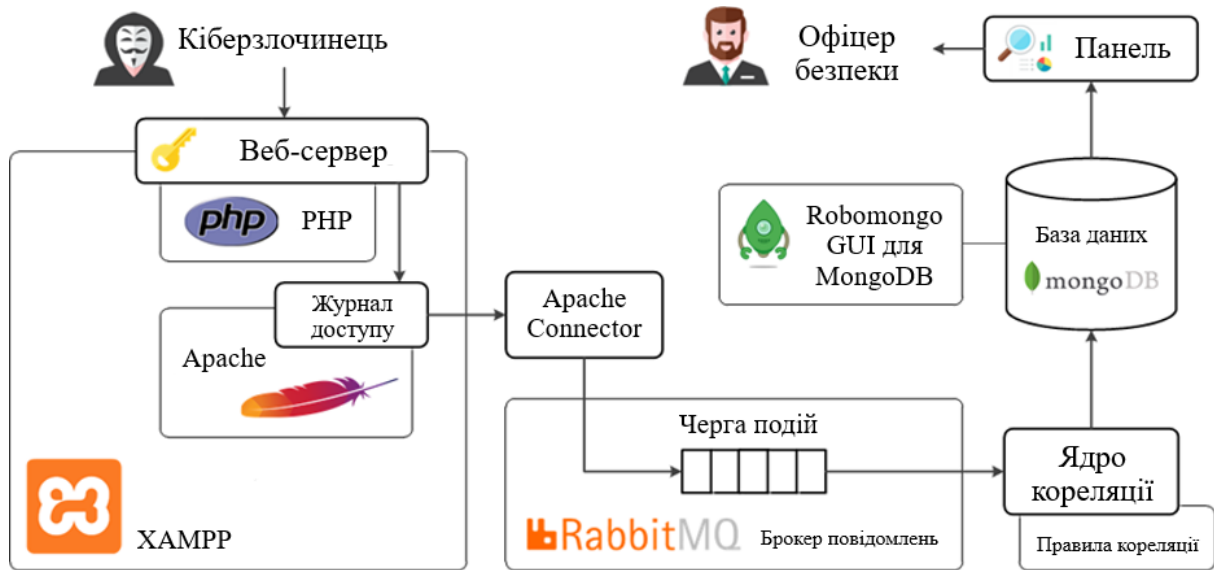 Кіберзлочинець
Веб-сервер
php
PHP
Журнал
доступу
Apache
XAMPP
Apache
Connector
Черга подій
RabbitMQ
Брокер повідомлень
Ядро
кореляції
Правила кореляції
База даних
mongoDB
Robomongo
GUI для
MongoDB
Панель
Офіцер
безпеки